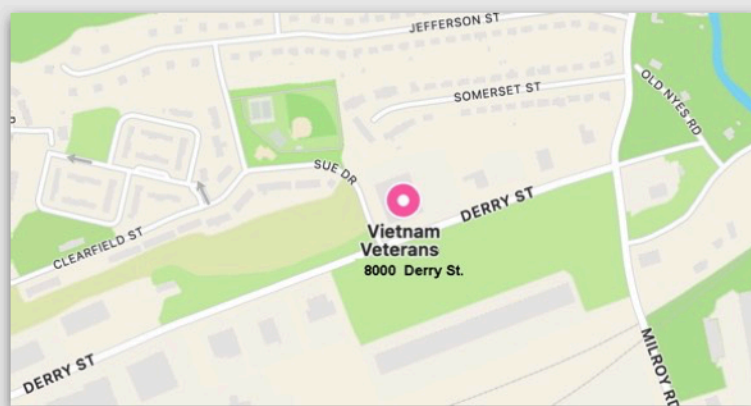 JEFFERSON ST
SOMERSET ST
OLD NYES RD
SUE DR
DERRY ST
CLEARFIELD ST
Vietnam
Veterans
8000 Derry St.
DERRY ST
MILROY RD